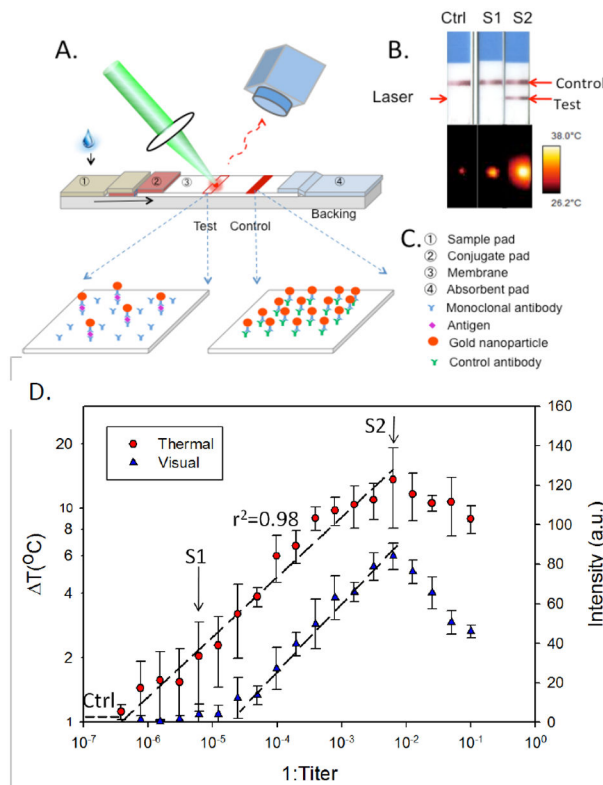 A.
①
②
③
④
Backing
Test
Control
B.
Ctrl
S1
S2
Laser
Control
Test
38.0°C
26.2°C
C.
① Sample pad
② Conjugate pad
③ Membrane
④ Absorbent pad
Monoclonal antibody
Antigen
Gold nanoparticle
Control antibody
D.
Thermal
Visual
S1
S2
r²=0.98
Ctrl
ΔT(⁰C)
20
10
8
6
4
2
1
Intensity (a.u.)
160
140
120
100
80
60
40
20
0
10⁻⁷ 10⁻⁶ 10⁻⁵ 10⁻⁴ 10⁻³ 10⁻² 10⁻¹ 10⁰
1:Titer